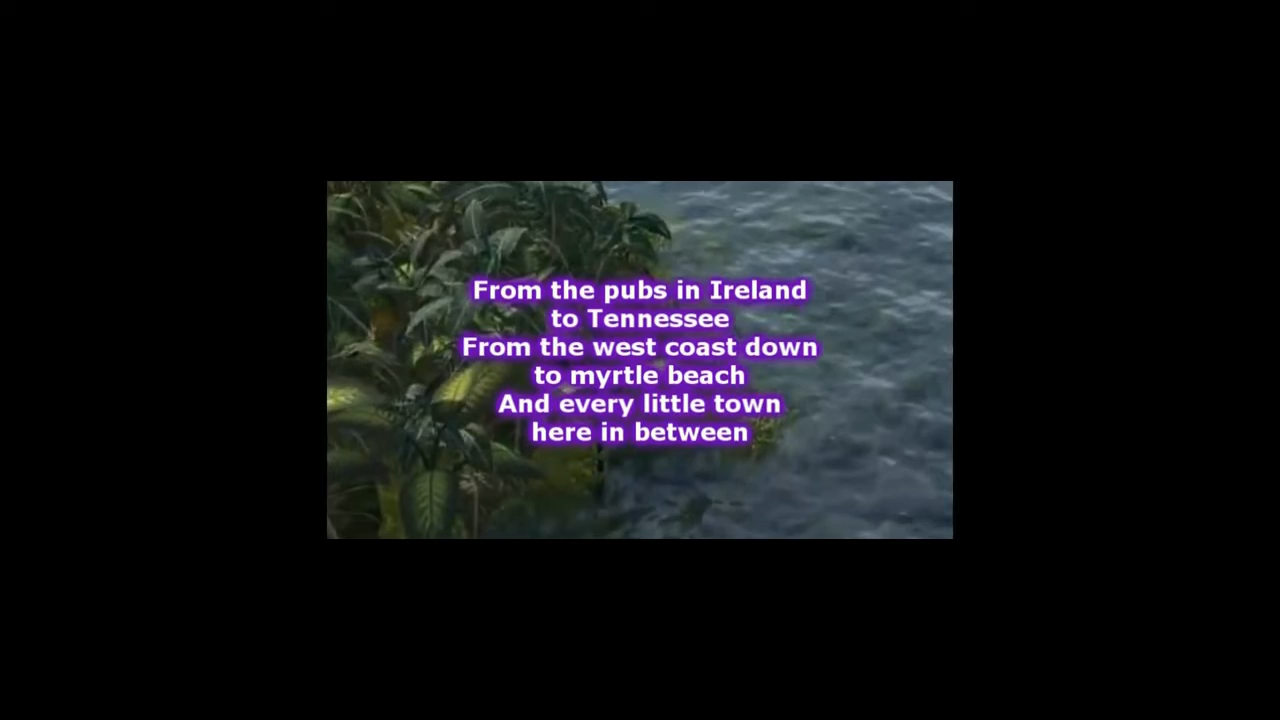 From the pubs in Ireland
to Tennessee
From the west coast down
to myrtle beach
And every little town
here in between